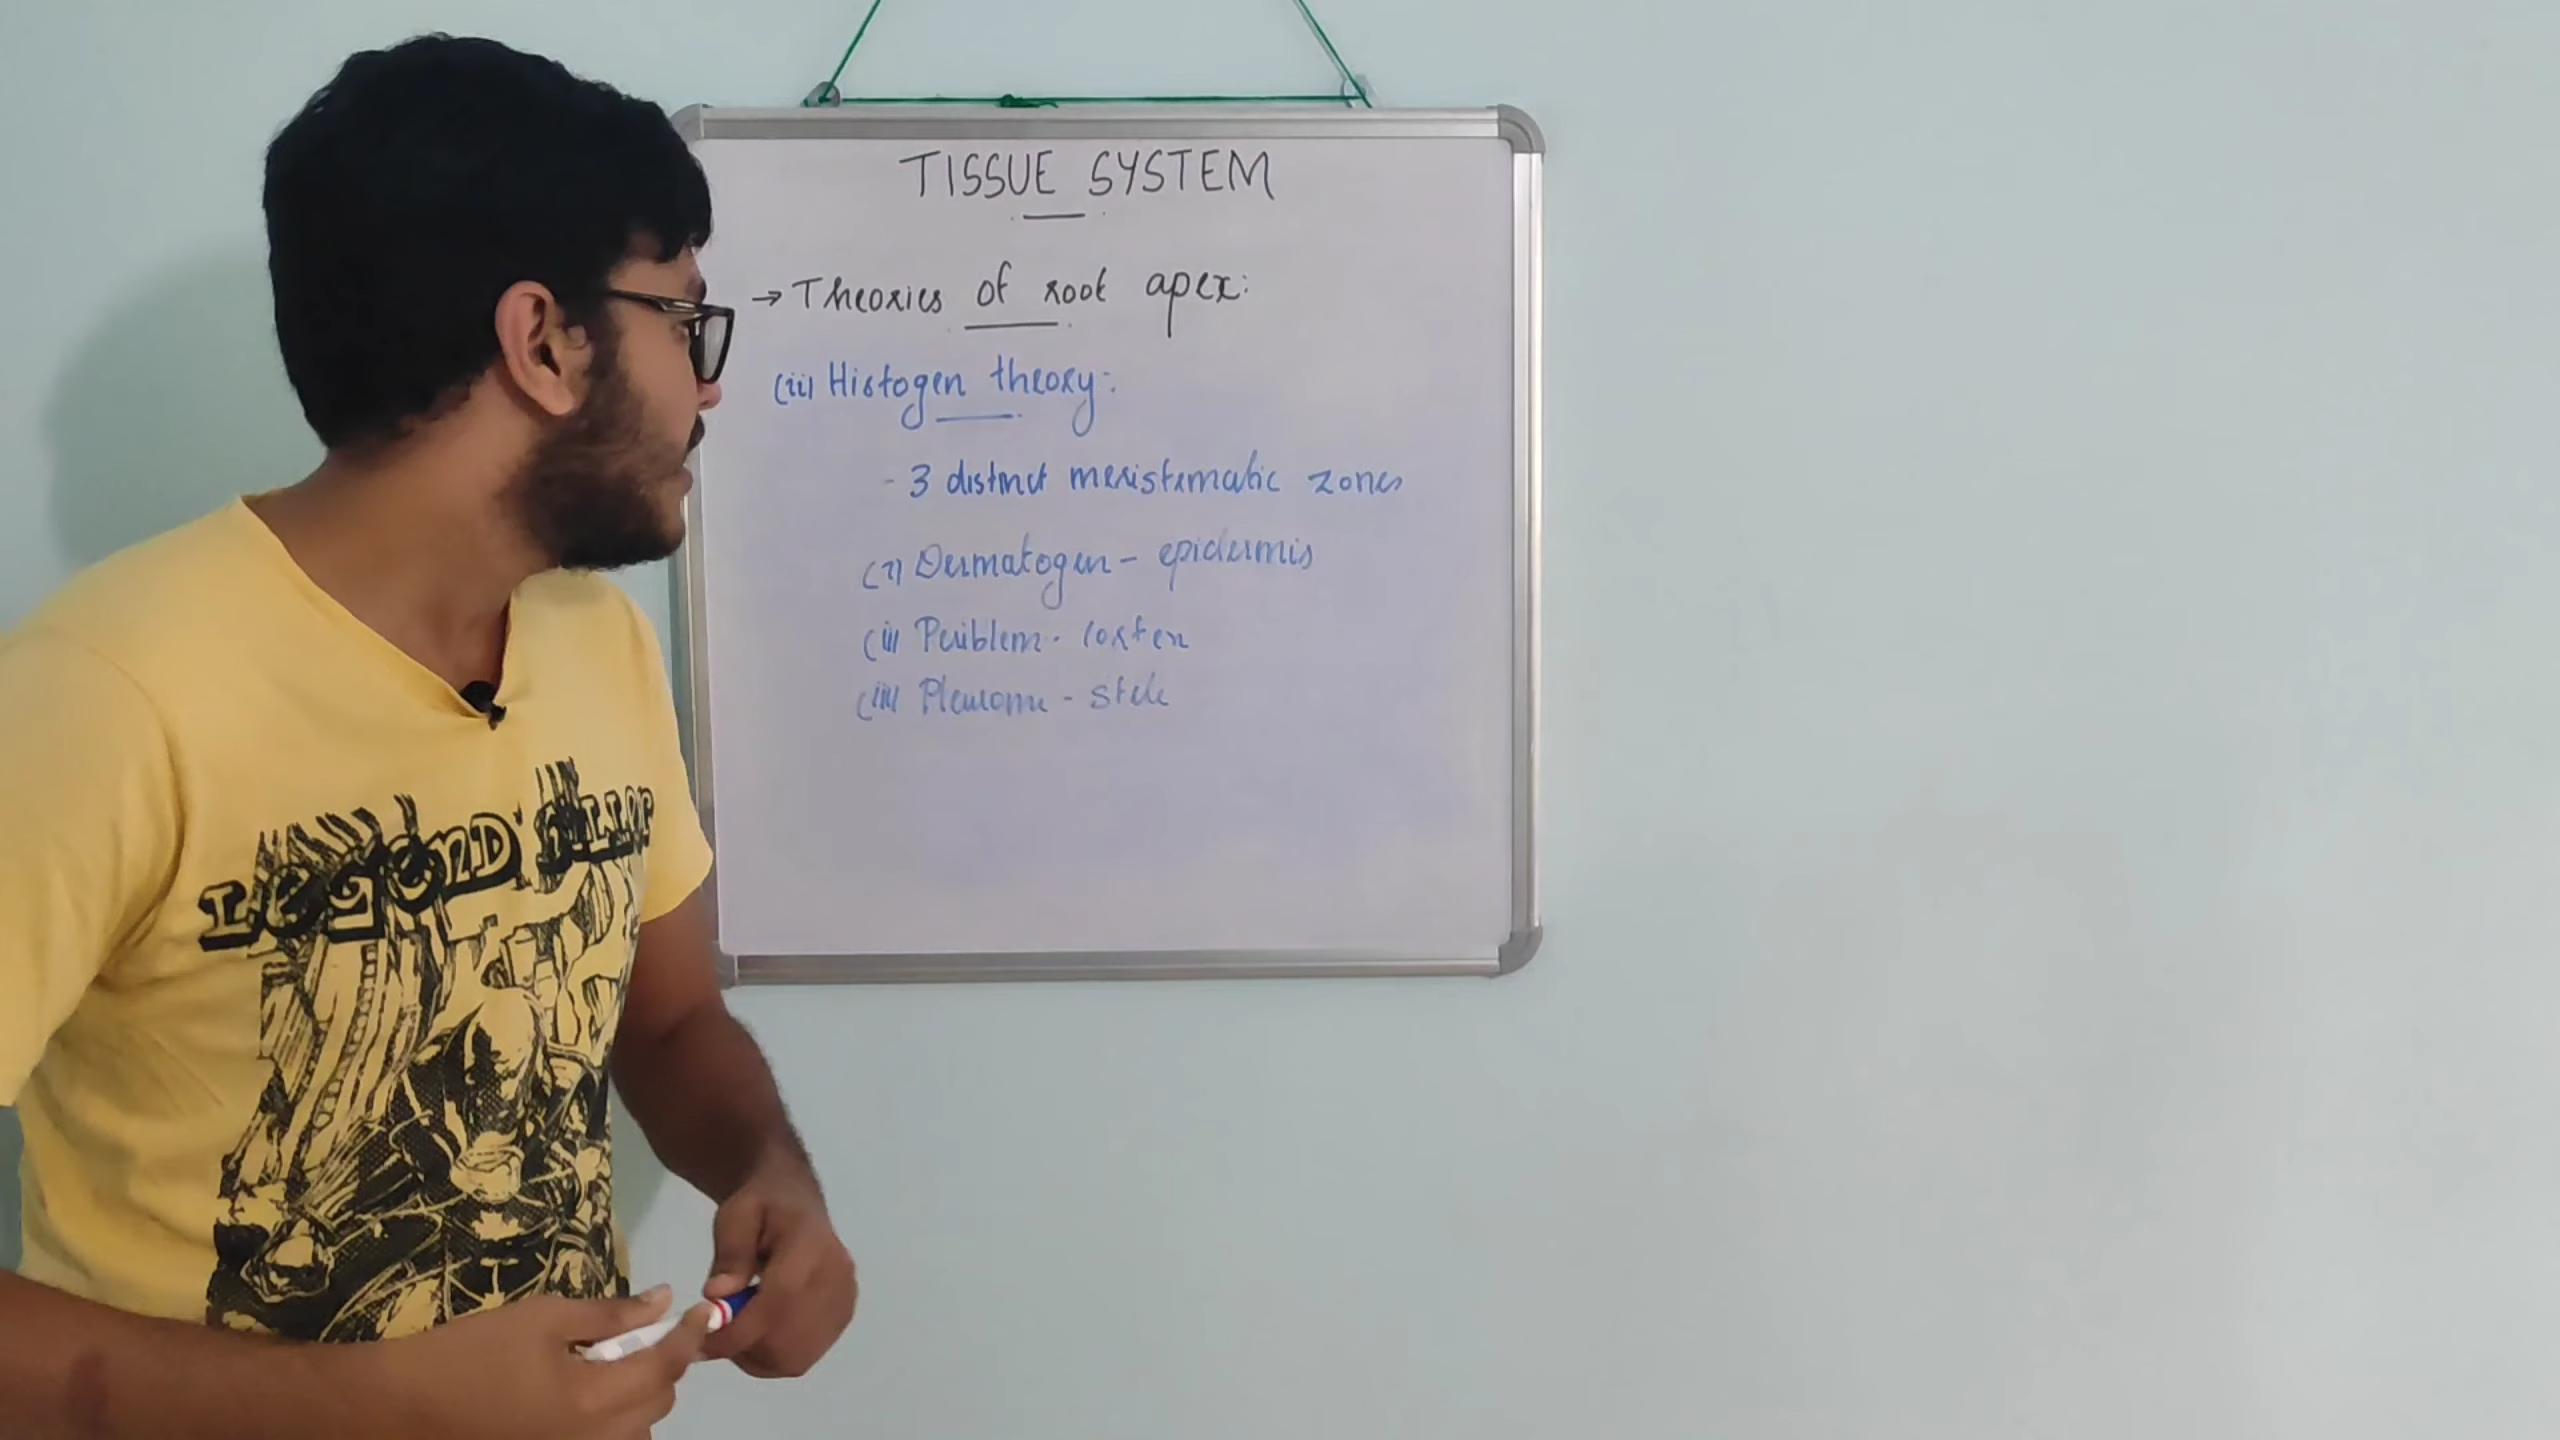 TISSUE SYSTEM
→ Theories of root apex:
(ii) Histogen theory:
- 3 distinct meristematic zones
(i) Dermatogen - epidermis
(ii) Periblem - cortex
(iii) Plerome - stele
LEGEND KILLER